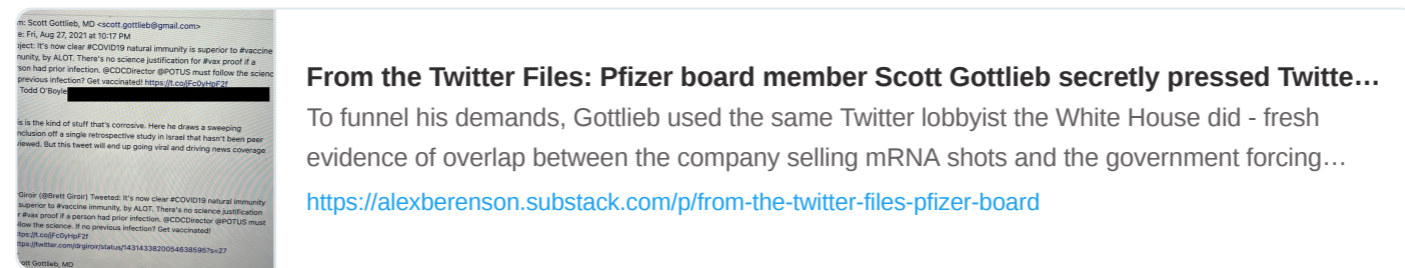 m: Scott Gottlieb, MD <scott.gottlieb@gmail.com>
e: Fri, Aug 27, 2021 at 10:17 PM
ject: It's now clear #COVID19 natural immunity is superior to #vaccine
munity, by ALOT. There's no science justification for #vax proof if a
son had prior infection. @CDCDirector @POTUS must follow the scienc
previous infection? Get vaccinated! https://t.co/jFc0yHpF2f
Todd O'Boyle
is is the kind of stuff that's corrosive. Here he draws a sweeping
nclusion off a single retrospective study in Israel that hasn't been peer
iewed. But this tweet will end up going viral and driving news coverage
Giroir (@Brett Giroir) Tweeted: It's now clear #COVID19 natural immunity
superior to #vaccine immunity, by ALOT. There's no science justification
r #vax proof if a person had prior infection. @CDCDirector @POTUS must
llow the science. If no previous infection? Get vaccinated!
tps://t.co/jFc0yHpF2f
tps://twitter.com/drgiroir/status/1431433820054638595?s=27
ott Gottlieb, MD
From the Twitter Files: Pfizer board member Scott Gottlieb secretly pressed Twitte...
To funnel his demands, Gottlieb used the same Twitter lobbyist the White House did - fresh
evidence of overlap between the company selling mRNA shots and the government forcing...
https://alexberenson.substack.com/p/from-the-twitter-files-pfizer-board